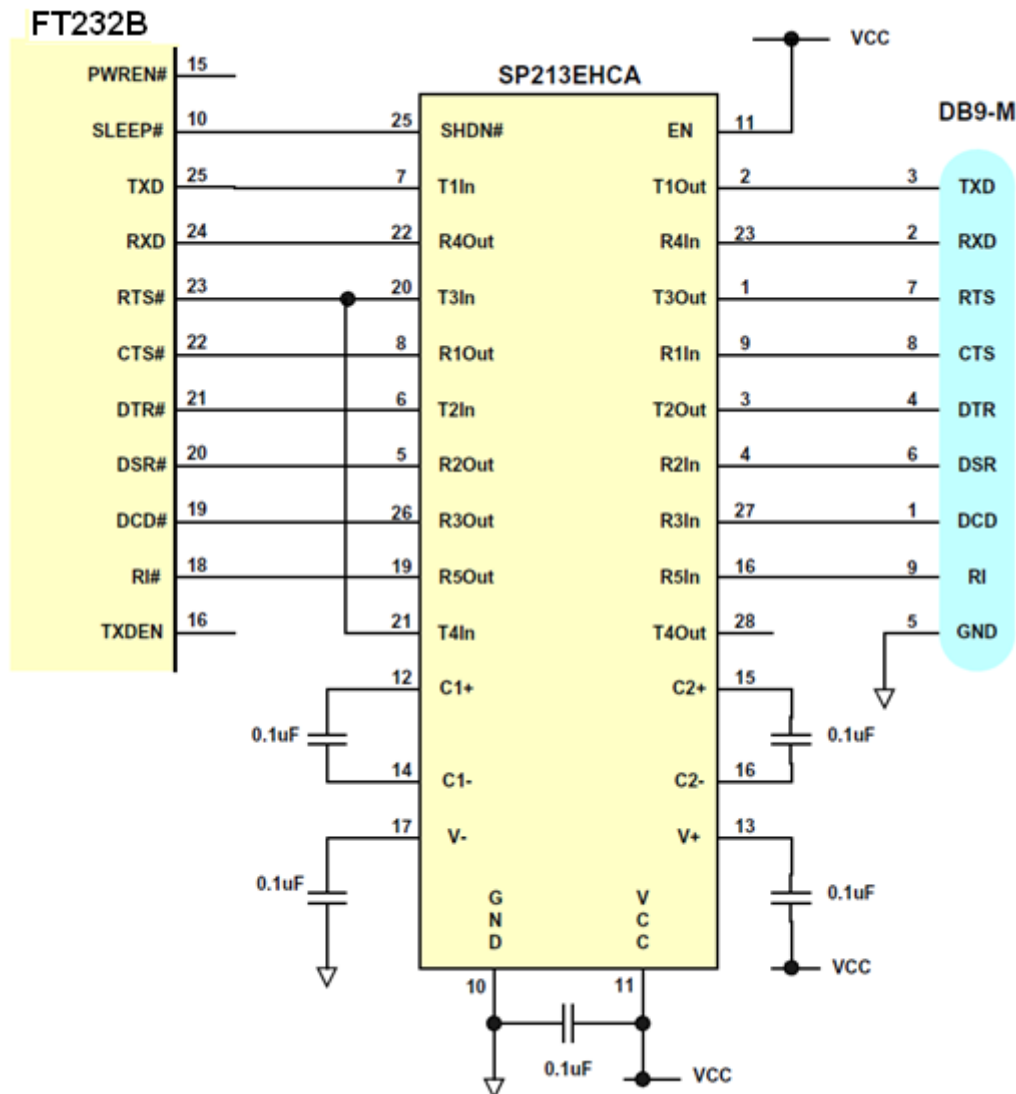 FT232B
VCC
PWREN# 15
SP213EHCA
DB9-M
SLEEP# 10 25 SHDN# EN 11
TXD 25 7 T1In T1Out 2 3 TXD
RXD 24 22 R4Out R4In 23 2 RXD
RTS# 23 20 T3In T3Out 1 7 RTS
CTS# 22 8 R1Out R1In 9 8 CTS
DTR# 21 6 T2In T2Out 3 4 DTR
DSR# 20 5 R2Out R2In 4 6 DSR
DCD# 19 26 R3Out R3In 27 1 DCD
RI# 18 19 R5Out R5In 16 9 RI
TXDEN 16 21 T4In T4Out 28 5 GND
12 C1+ C2+ 15
0.1uF 0.1uF
14 C1- C2- 16
17 V- V+ 13
0.1uF 0.1uF
GND VCC
VCC
10 11
0.1uF
VCC